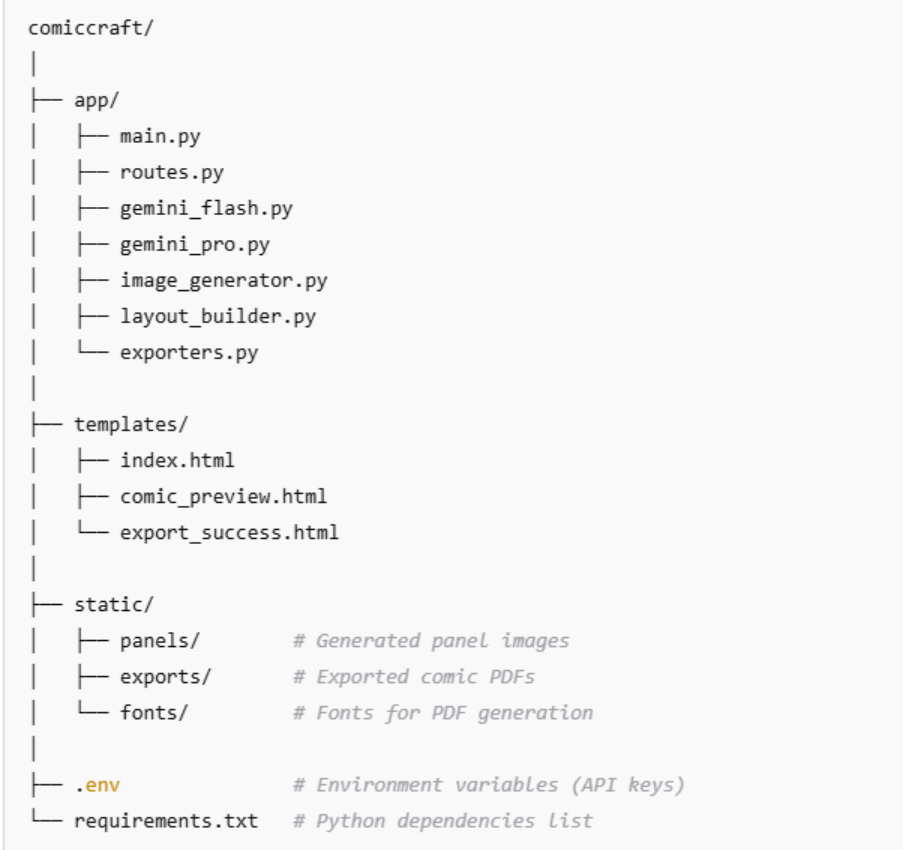 comiccraft/
│
├── app/
│   ├── main.py
│   ├── routes.py
│   ├── gemini_flash.py
│   ├── gemini_pro.py
│   ├── image_generator.py
│   ├── layout_builder.py
│   └── exporters.py
│
├── templates/
│   ├── index.html
│   ├── comic_preview.html
│   └── export_success.html
│
├── static/
│   ├── panels/        # Generated panel images
│   ├── exports/       # Exported comic PDFs
│   └── fonts/         # Fonts for PDF generation
│
├── .env               # Environment variables (API keys)
└── requirements.txt   # Python dependencies list